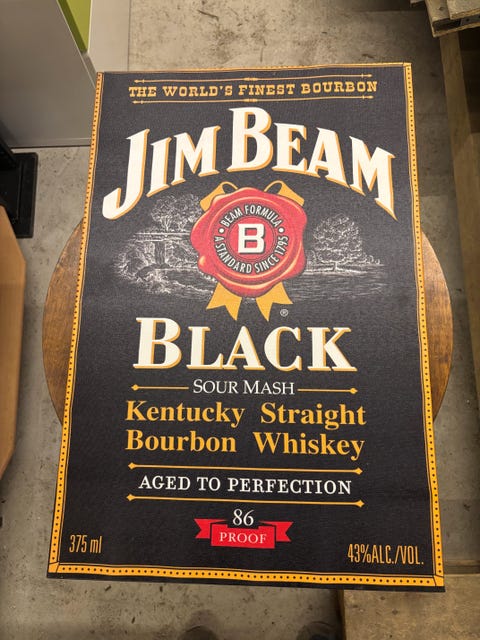 THE WORLD'S FINEST BOURBON
JIM BEAM
BEAM FORMULA
B
A STANDARD SINCE 1795
®
BLACK
SOUR MASH
Kentucky Straight
Bourbon Whiskey
AGED TO PERFECTION
86
PROOF
375 ml
43%ALC./VOL.